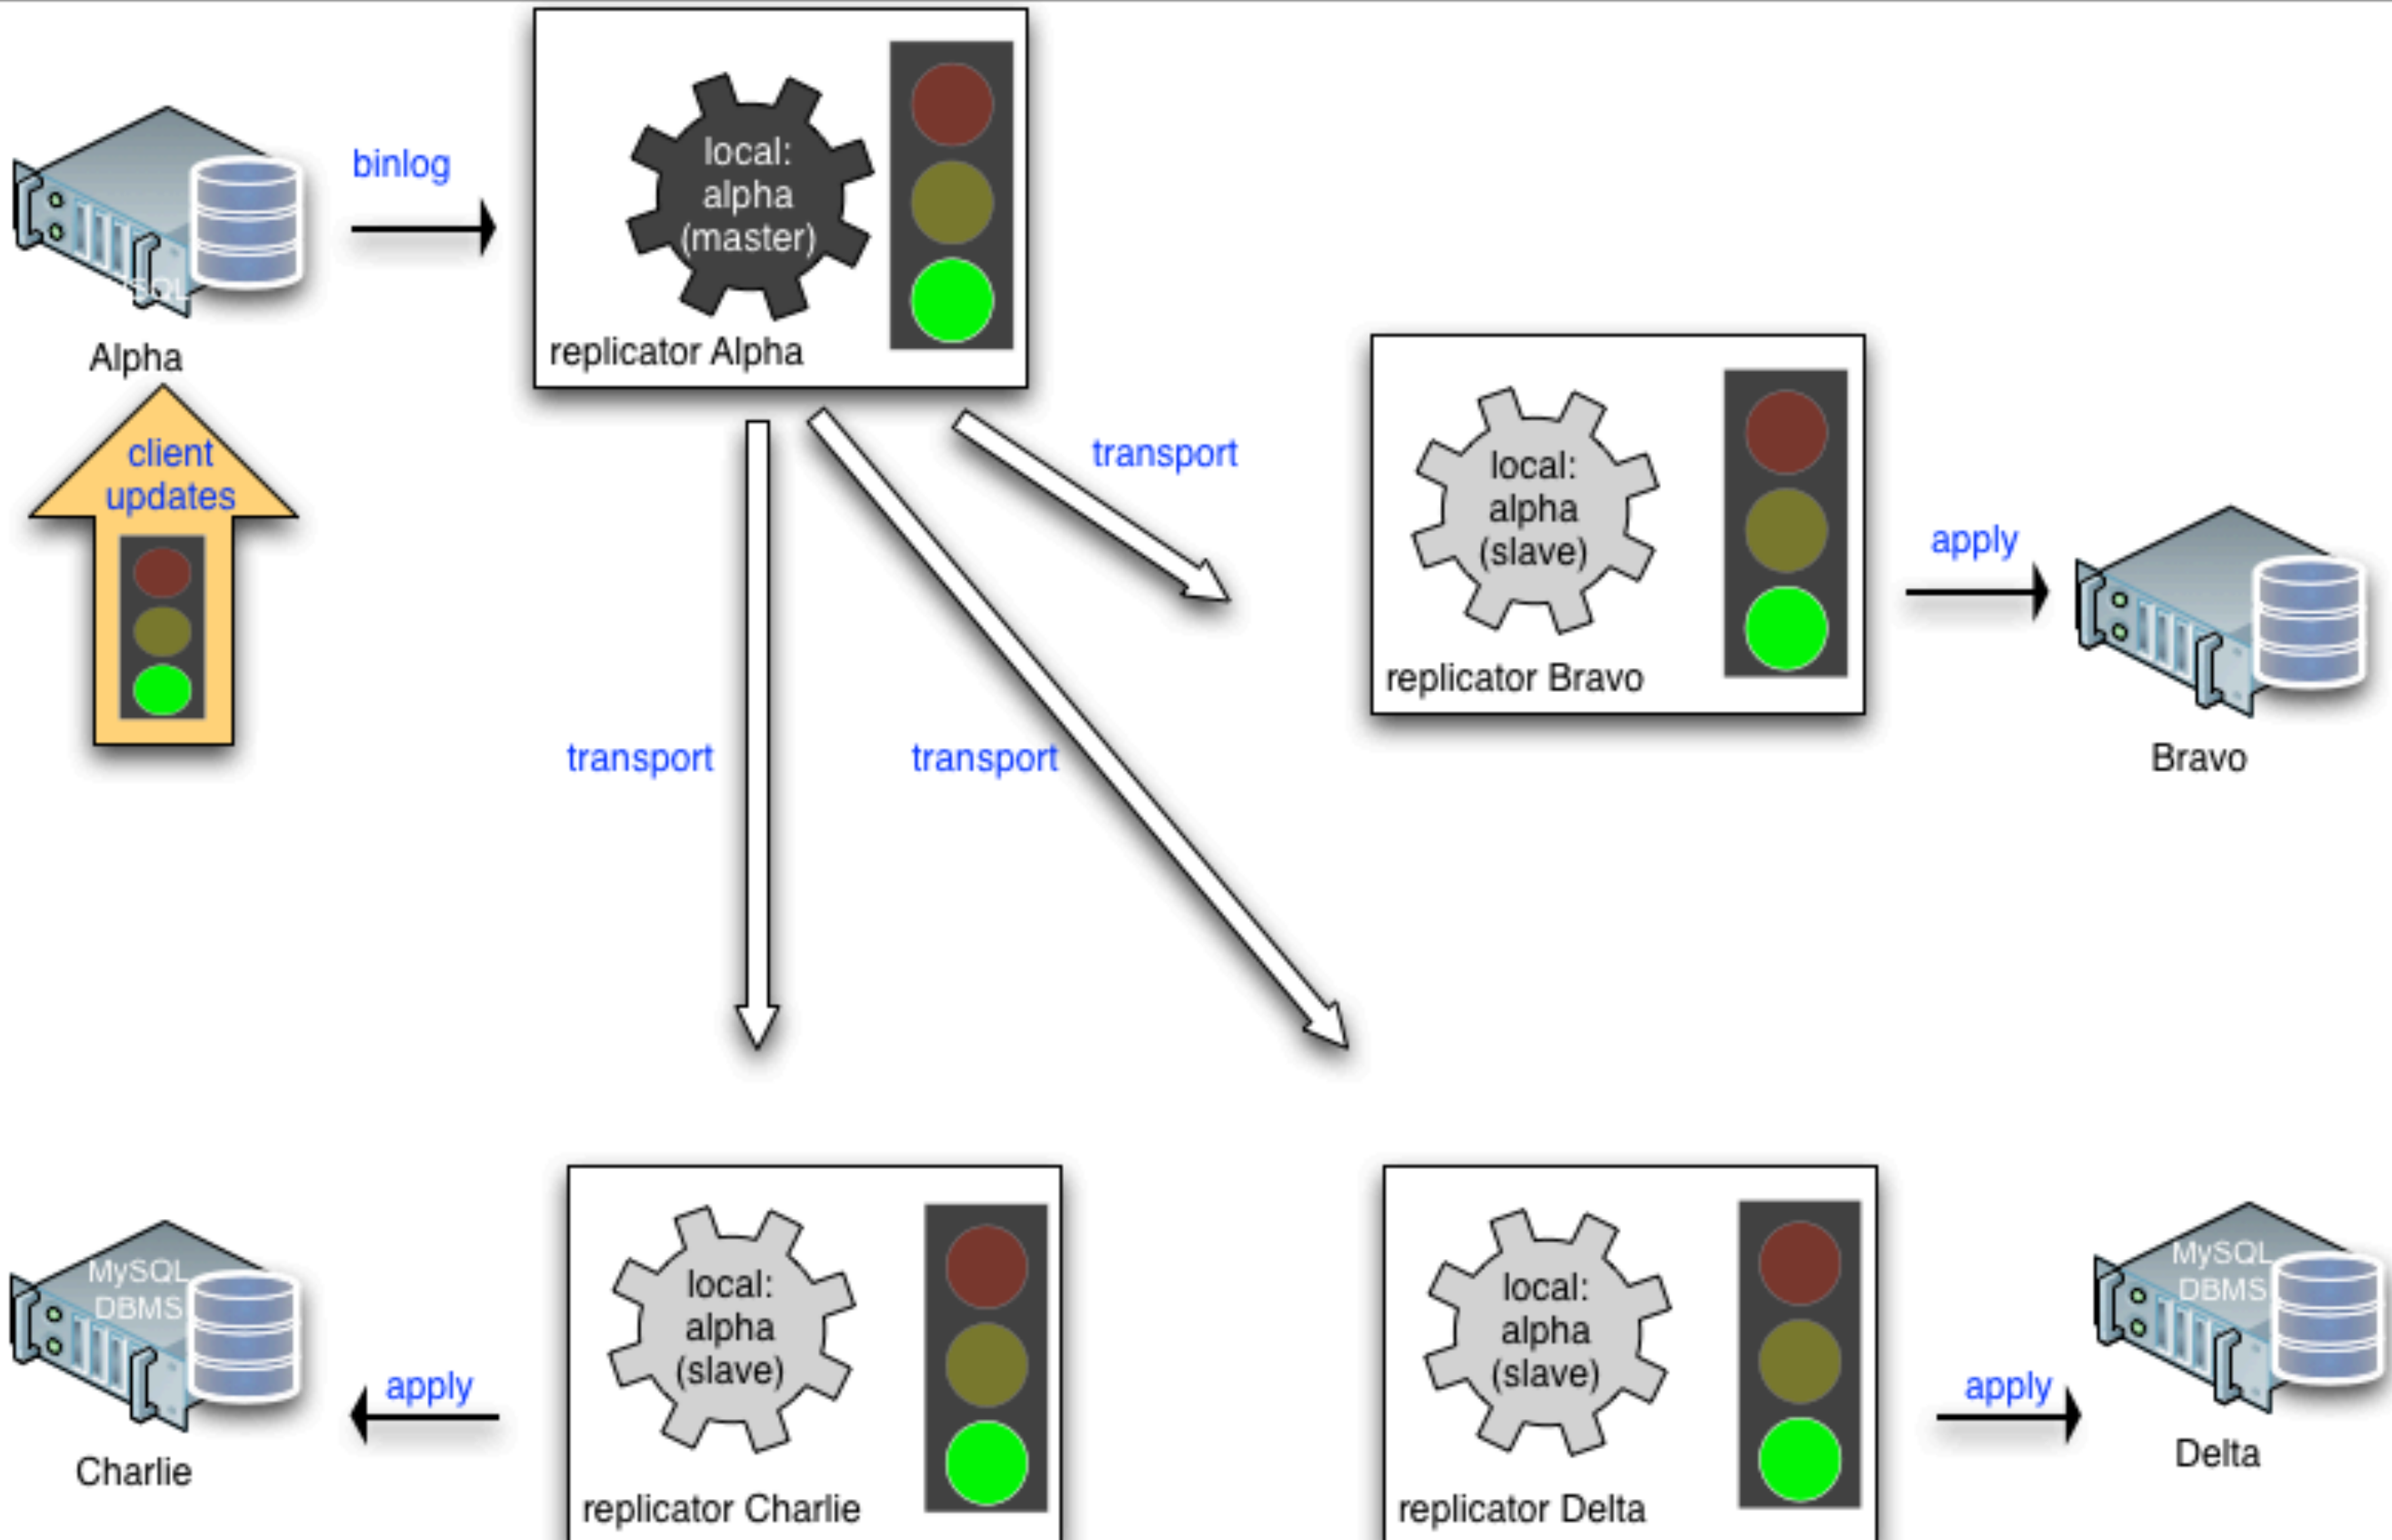 binlog
local:
alpha
(master)
replicator Alpha
Alpha
client
updates
transport
local:
alpha
(slave)
replicator Bravo
apply
Bravo
transport
transport
MySQL
DBMS
apply
Charlie
local:
alpha
(slave)
replicator Charlie
local:
alpha
(slave)
replicator Delta
apply
MySQL
DBMS
Delta